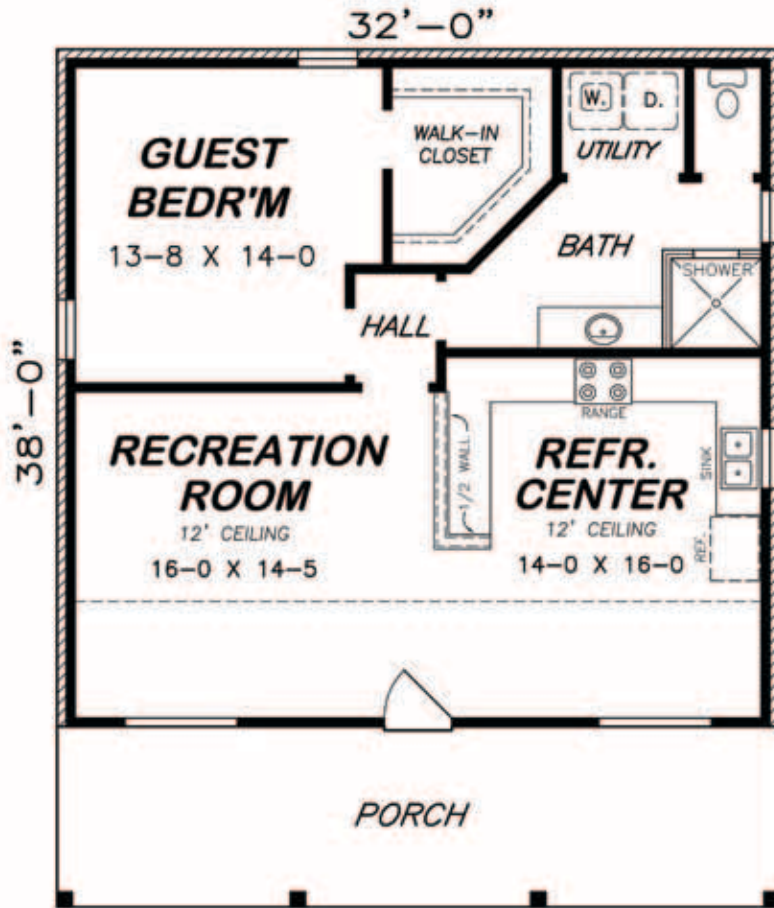 32'-0"
GUEST
BEDR'M
13-8 X 14-0
WALK-IN
CLOSET
W.
D.
UTILITY
BATH
SHOWER
HALL
38'-0"
RECREATION
ROOM
12' CEILING
16-0 X 14-5
1/2 WALL
RANGE
REFR.
CENTER
12' CEILING
14-0 X 16-0
SINK
REF.
PORCH